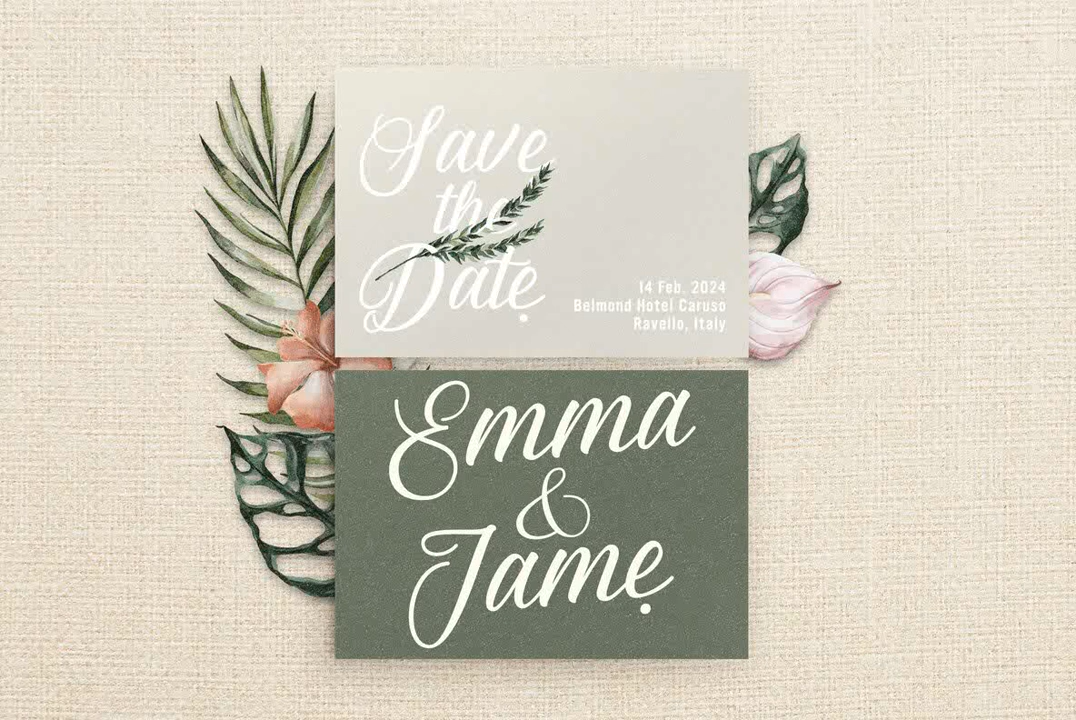 Save
the
Date
14 Feb. 2024
Belmond Hotel Caruso
Ravello, Italy
Emma
&
Jame